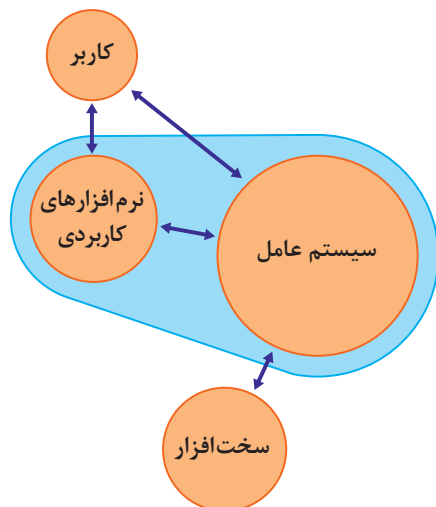 کاربر
نرم‌افزارهای
کاربردی
سیستم عامل
سخت‌افزار